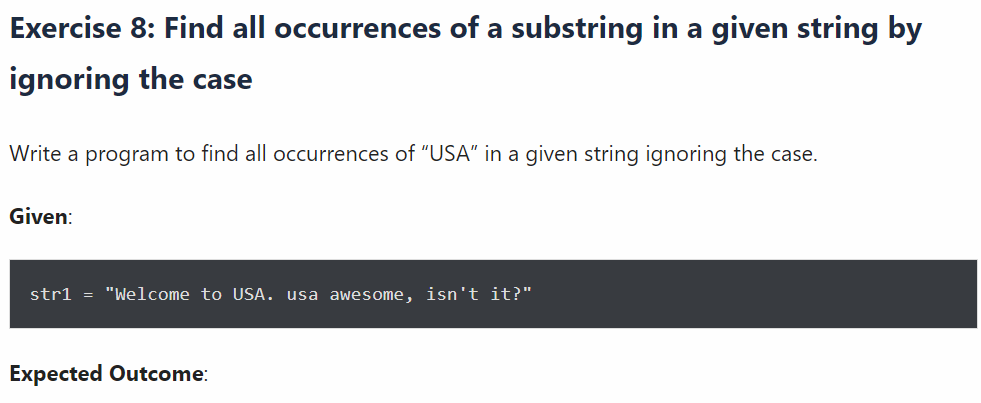 Exercise 8: Find all occurrences of a substring in a given string by
ignoring the case
Write a program to find all occurrences of “USA” in a given string ignoring the case.
Given:
str1 = "Welcome to USA. usa awesome, isn't it?"
Expected Outcome: